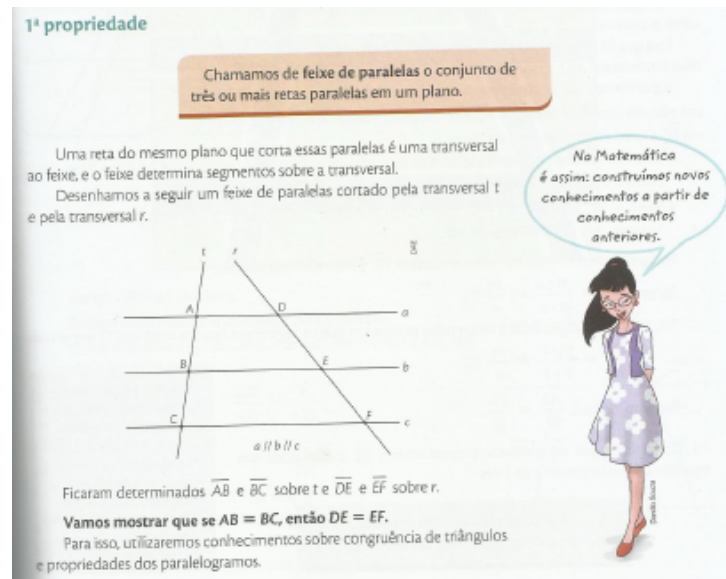 1ª propriedade
Chamamos de feixe de paralelas o conjunto de
três ou mais retas paralelas em um plano.
Uma reta do mesmo plano que corta essas paralelas é uma transversal
ao feixe, e o feixe determina segmentos sobre a transversal.
Desenhamos a seguir um feixe de paralelas cortado pela transversal t
e pela transversal r.
Na Matemática
é assim: construímos novos
conhecimentos a partir de
conhecimentos
anteriores.
t r
A D a
B E b
C F c
a // b // c
Ficaram determinados AB e BC sobre t e DE e EF sobre r.
Vamos mostrar que se AB = BC, então DE = EF.
Para isso, utilizaremos conhecimentos sobre congruência de triângulos
e propriedades dos paralelogramos.
Danillo Souza